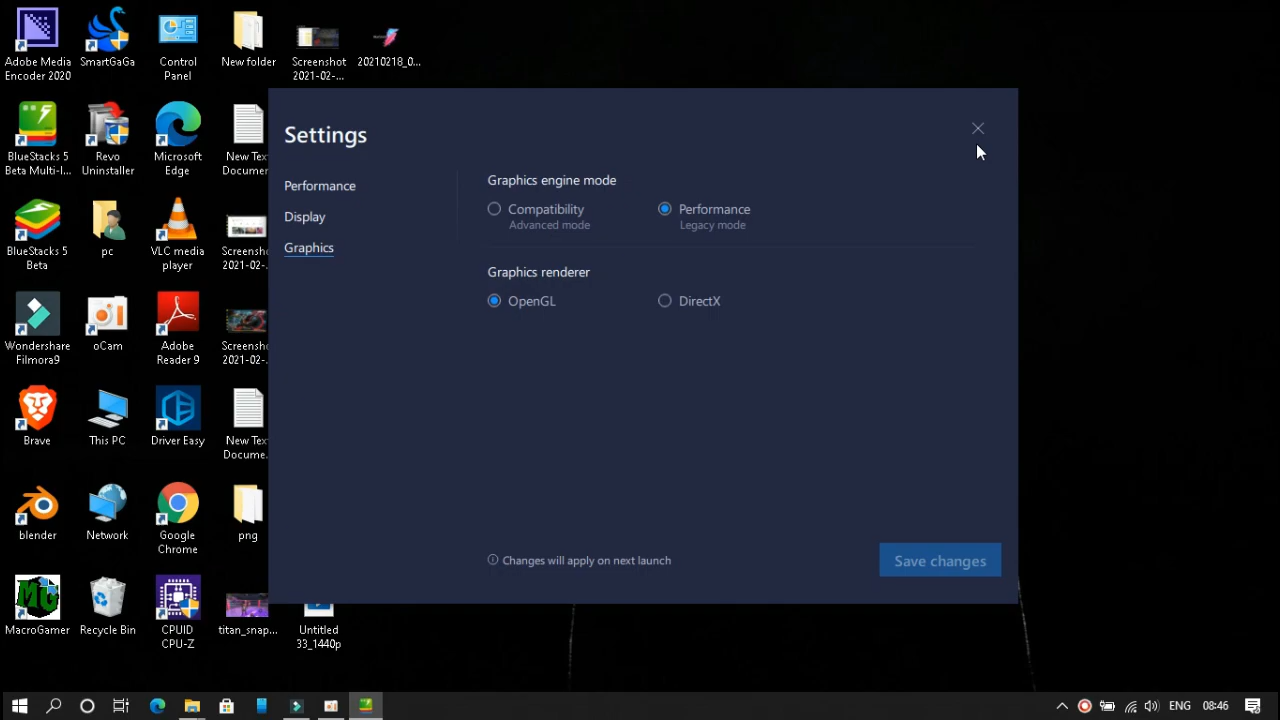 Adobe Media
Encoder 2020
SmartGaGa
Control
Panel
New folder
Screenshot
2021-02-...
20210218_0...
BlueStacks 5
Beta Multi-I...
Revo
Uninstaller
Microsoft
Edge
New Text
Documen
BlueStacks 5
Beta
pc
VLC media
player
Screensho
2021-02-.
Wondershare
Filmora9
oCam
Adobe
Reader 9
Screensho
2021-02-.
Brave
This PC
Driver Easy
New Text
Docume..
blender
Network
Google
Chrome
png
MacroGamer
Recycle Bin
CPUID
CPU-Z
titan_snap...
Untitled
33_1440p
Settings
Performance
Display
Graphics
Graphics engine mode
Compatibility
Advanced mode
Performance
Legacy mode
Graphics renderer
OpenGL
DirectX
Changes will apply on next launch
Save changes
ENG
08:46